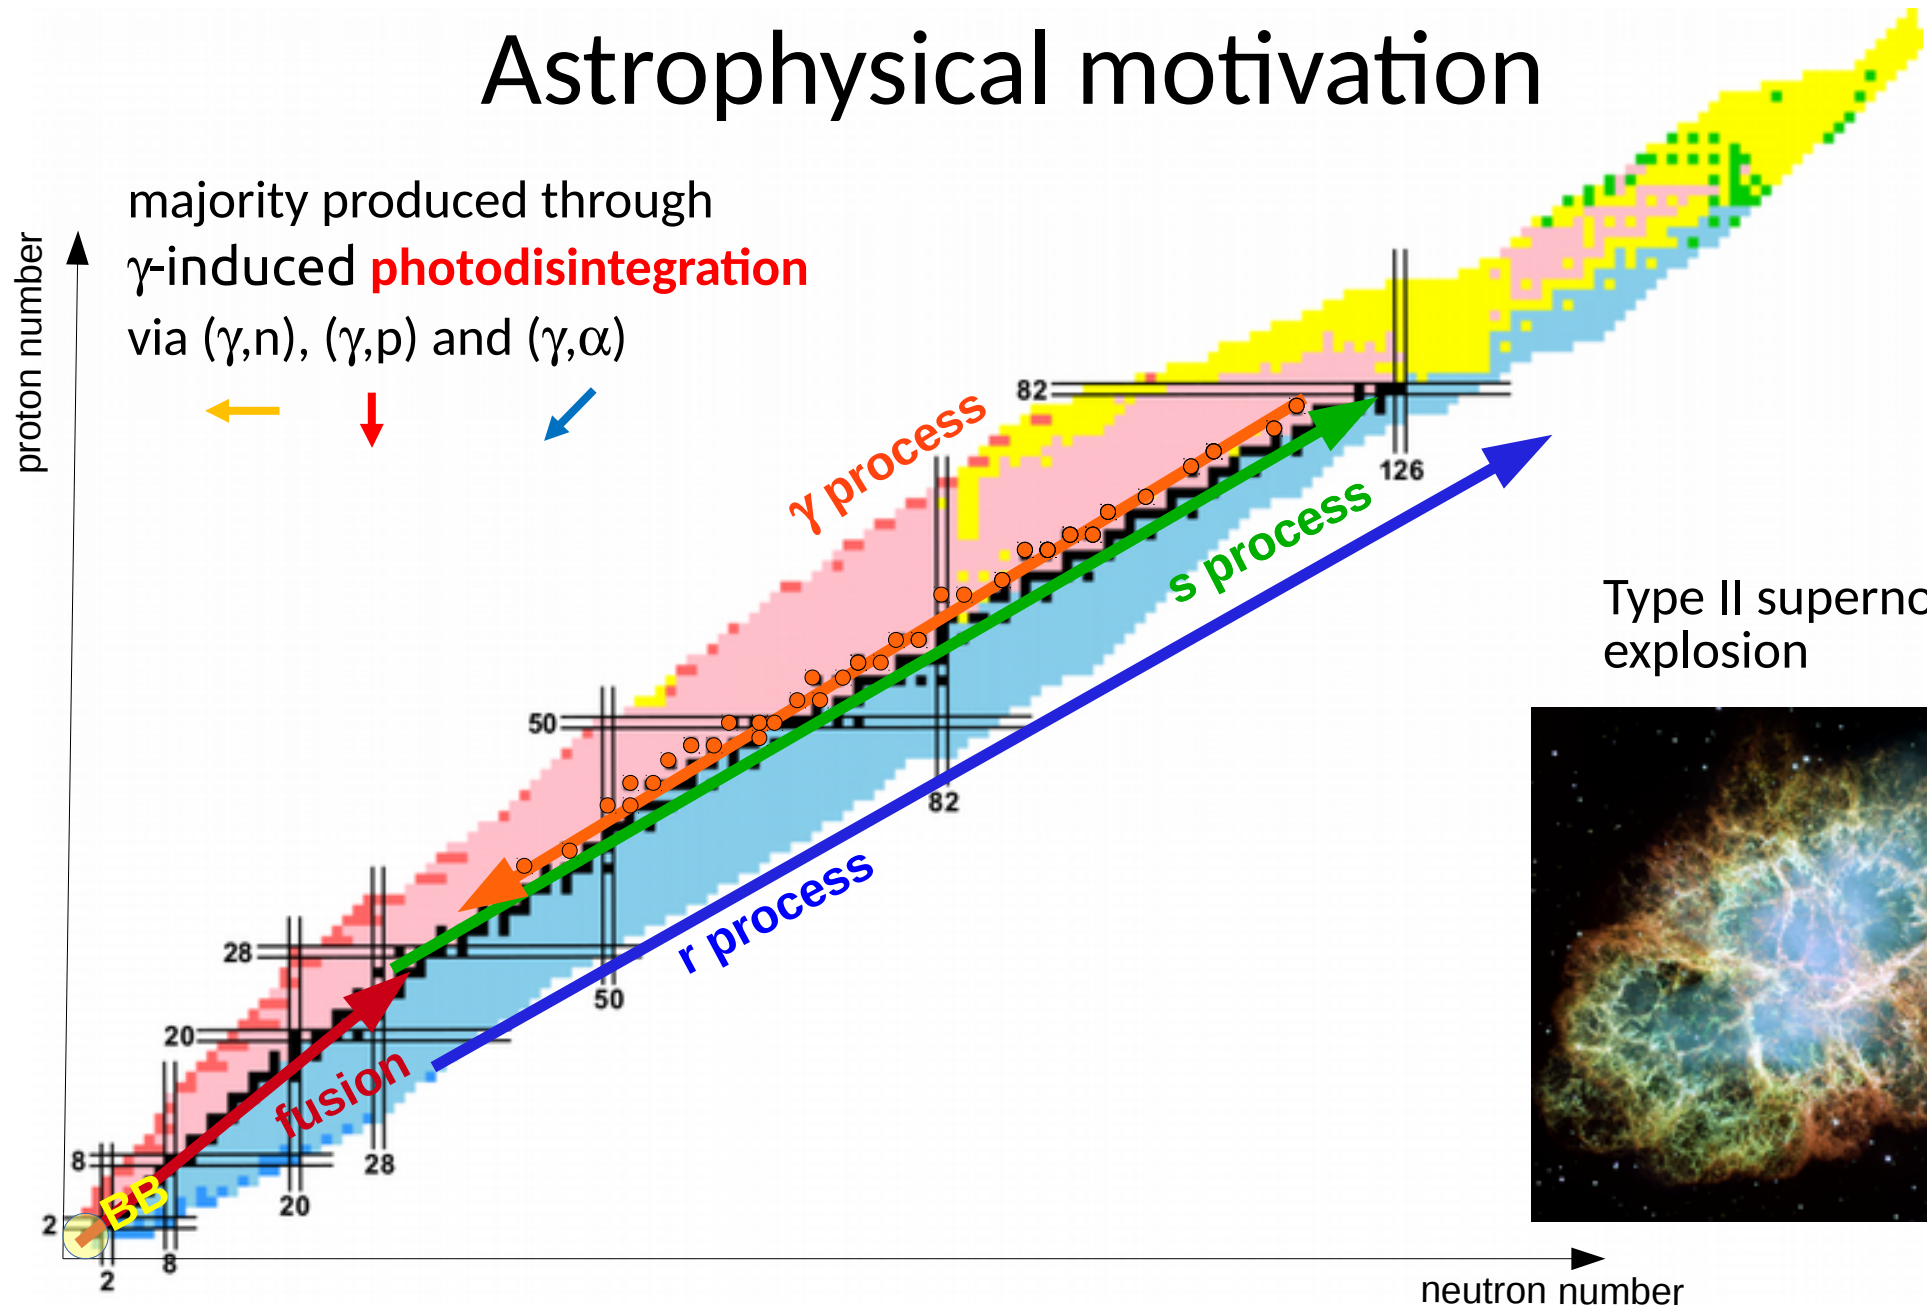 Astrophysical motivation
majority produced through
γ-induced photodisintegration
via (γ,n), (γ,p) and (γ,α)
proton number
γ process
s process
r process
fusion
BB
82
126
50
82
28
50
20
28
8
20
2
8
2
Type II superno
explosion
neutron number